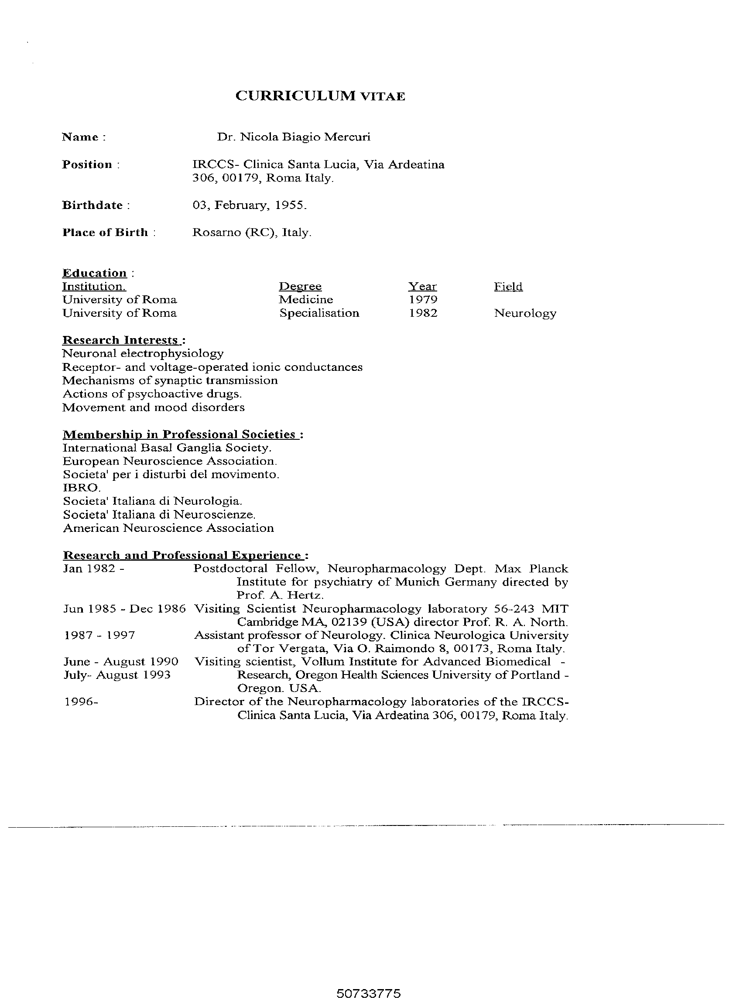 CURRICULUM VITAE
Name : Dr. Nicola Biagio Mercuri
Position : IRCCS- Clinica Santa Lucia, Via Ardeatina
306, 00179, Roma Italy.
Birthdate : 03, February, 1955.
Place of Birth : Rosarno (RC), Italy.
Education :
Institution. Degree Year Field
University of Roma Medicine 1979
University of Roma Specialisation 1982 Neurology
Research Interests :
Neuronal electrophysiology
Receptor- and voltage-operated ionic conductances
Mechanisms of synaptic transmission
Actions of psychoactive drugs.
Movement and mood disorders
Membership in Professional Societies :
International Basal Ganglia Society.
European Neuroscience Association.
Societa' per i disturbi del movimento.
IBRO.
Societa' Italiana di Neurologia.
Societa' Italiana di Neuroscienze.
American Neuroscience Association
Research and Professional Experience :
Jan 1982 - Postdoctoral Fellow, Neuropharmacology Dept. Max Planck
Institute for psychiatry of Munich Germany directed by
Prof. A. Hertz.
Jun 1985 - Dec 1986 Visiting Scientist Neuropharmacology laboratory 56-243 MIT
Cambridge MA, 02139 (USA) director Prof. R. A. North.
1987 - 1997 Assistant professor of Neurology. Clinica Neurologica University
of Tor Vergata, Via O. Raimondo 8, 00173, Roma Italy.
June - August 1990 Visiting scientist, Vollum Institute for Advanced Biomedical -
July- August 1993 Research, Oregon Health Sciences University of Portland -
Oregon. USA.
1996- Director of the Neuropharmacology laboratories of the IRCCS-
Clinica Santa Lucia, Via Ardeatina 306, 00179, Roma Italy.
50733775